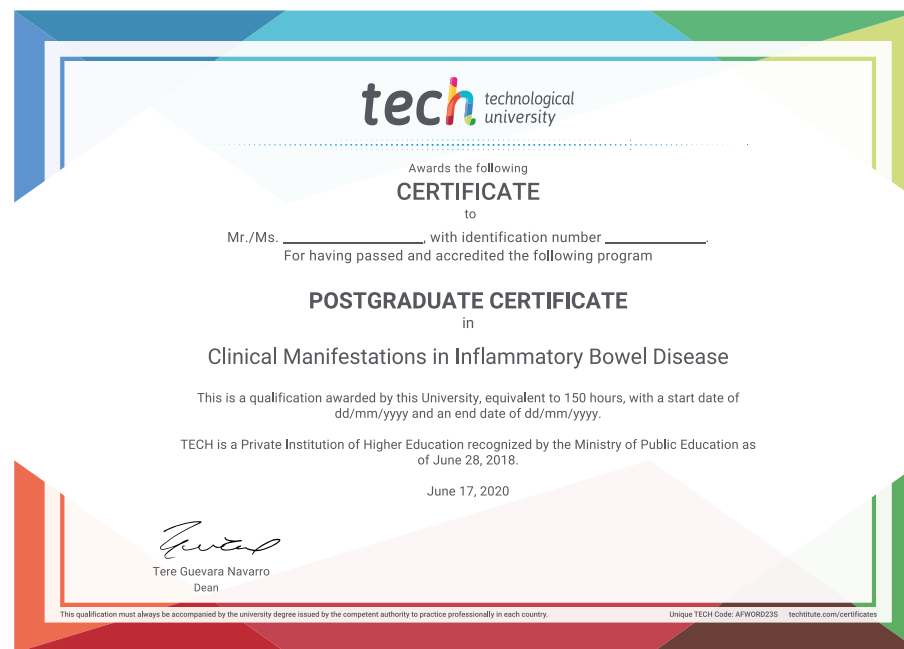 tech technological
university
Awards the following
CERTIFICATE
to
Mr./Ms. ____________________, with identification number ______________.
For having passed and accredited the following program
POSTGRADUATE CERTIFICATE
in
Clinical Manifestations in Inflammatory Bowel Disease
This is a qualification awarded by this University, equivalent to 150 hours, with a start date of
dd/mm/yyyy and an end date of dd/mm/yyyy.
TECH is a Private Institution of Higher Education recognized by the Ministry of Public Education as
of June 28, 2018.
June 17, 2020
Tere Guevara Navarro
Dean
This qualification must always be accompanied by the university degree issued by the competent authority to practice professionally in each country. Unique TECH Code: AFWORD23S techtitute.com/certificates